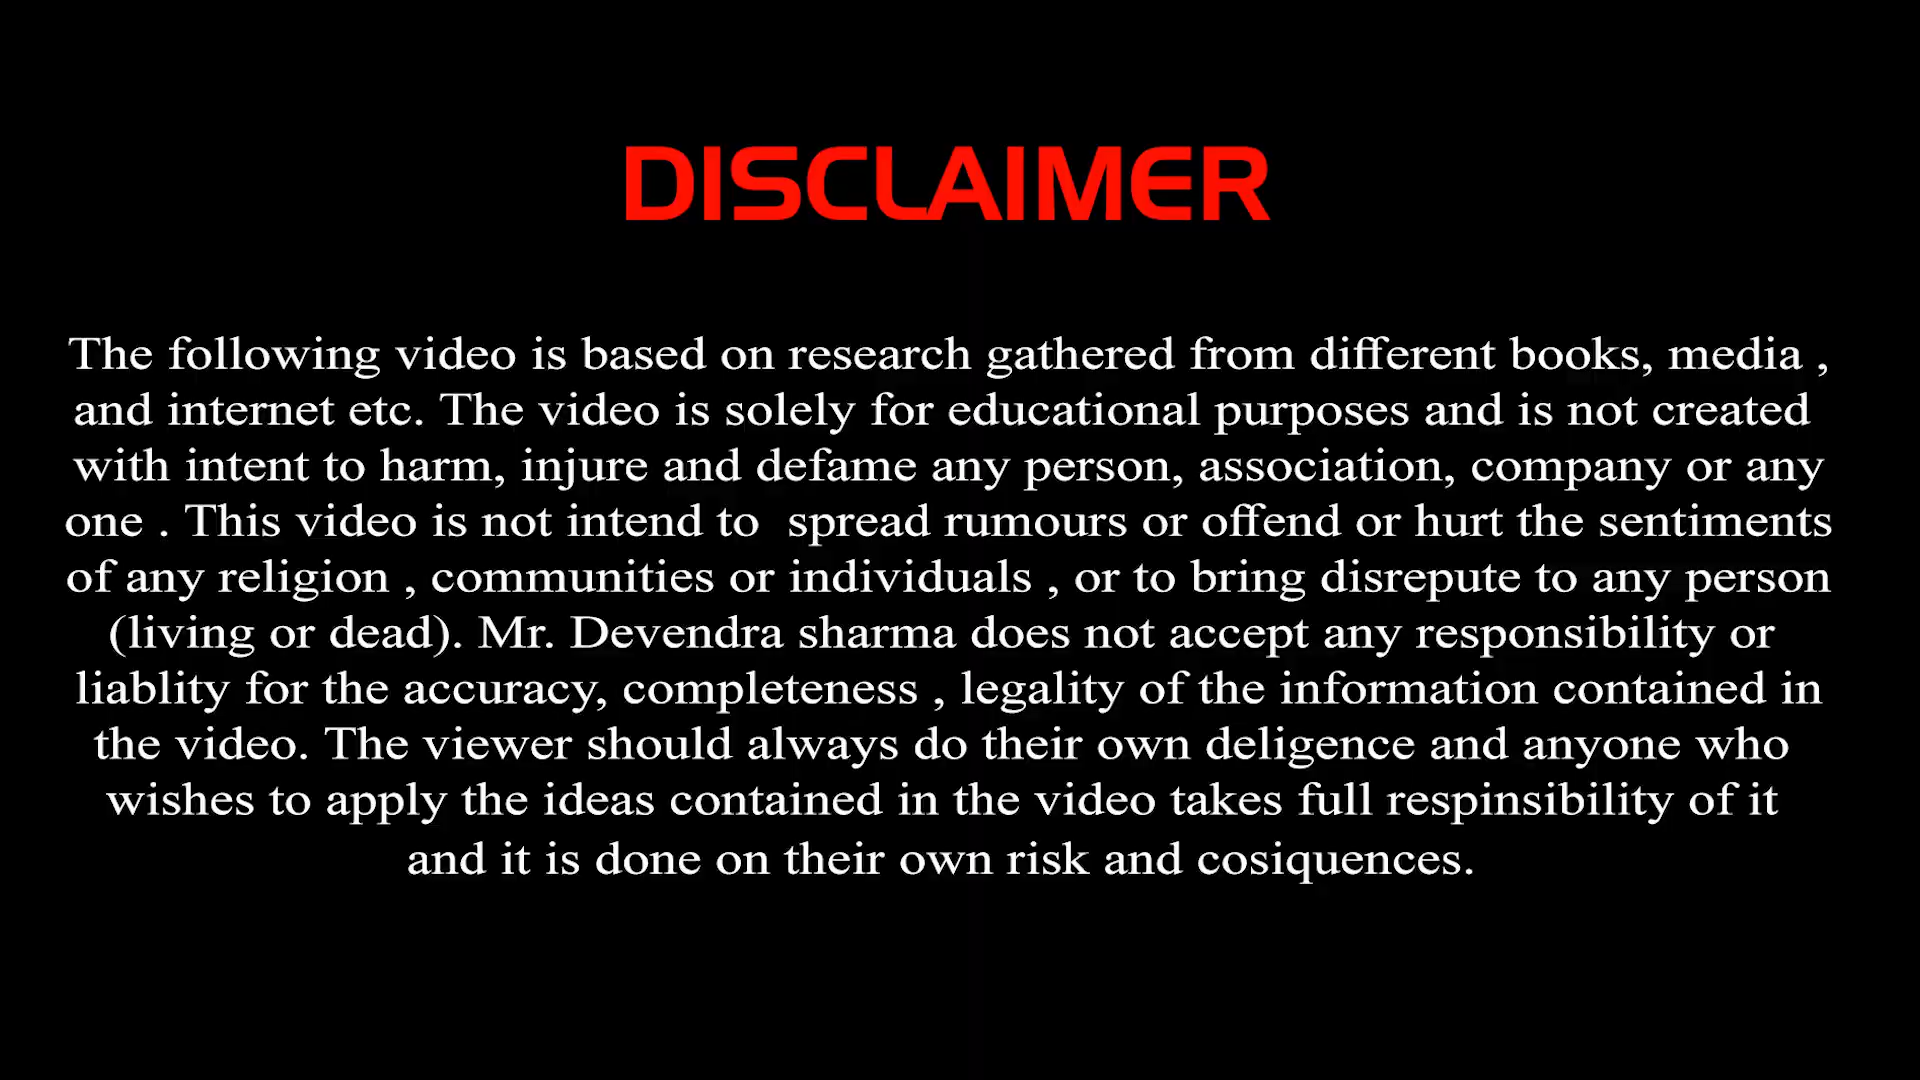 DISCLAIMER
The following video is based on research gathered from different books, media ,
and internet etc. The video is solely for educational purposes and is not created
with intent to harm, injure and defame any person, association, company or any
one . This video is not intend to  spread rumours or offend or hurt the sentiments
of any religion , communities or individuals , or to bring disrepute to any person
(living or dead). Mr. Devendra sharma does not accept any responsibility or
liablity for the accuracy, completeness , legality of the information contained in
the video. The viewer should always do their own deligence and anyone who
wishes to apply the ideas contained in the video takes full respinsibility of it
and it is done on their own risk and cosiquences.